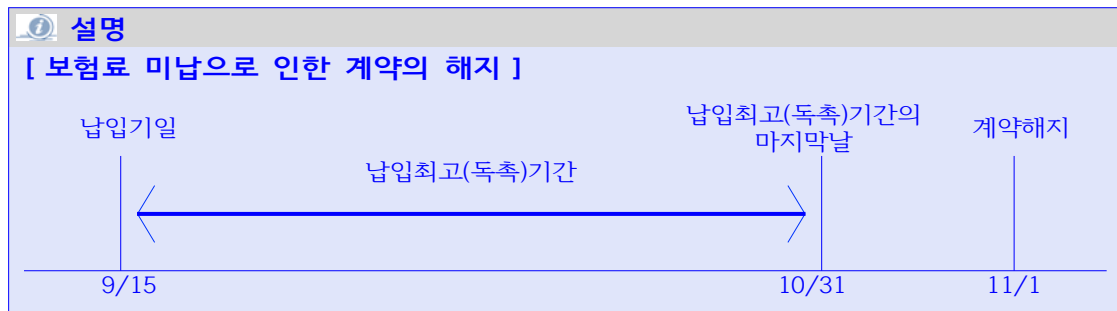 설명
[ 보험료 미납으로 인한 계약의 해지 ]
납입기일
납입최고(독촉)기간의
마지막날
계약해지
납입최고(독촉)기간
9/15
10/31
11/1